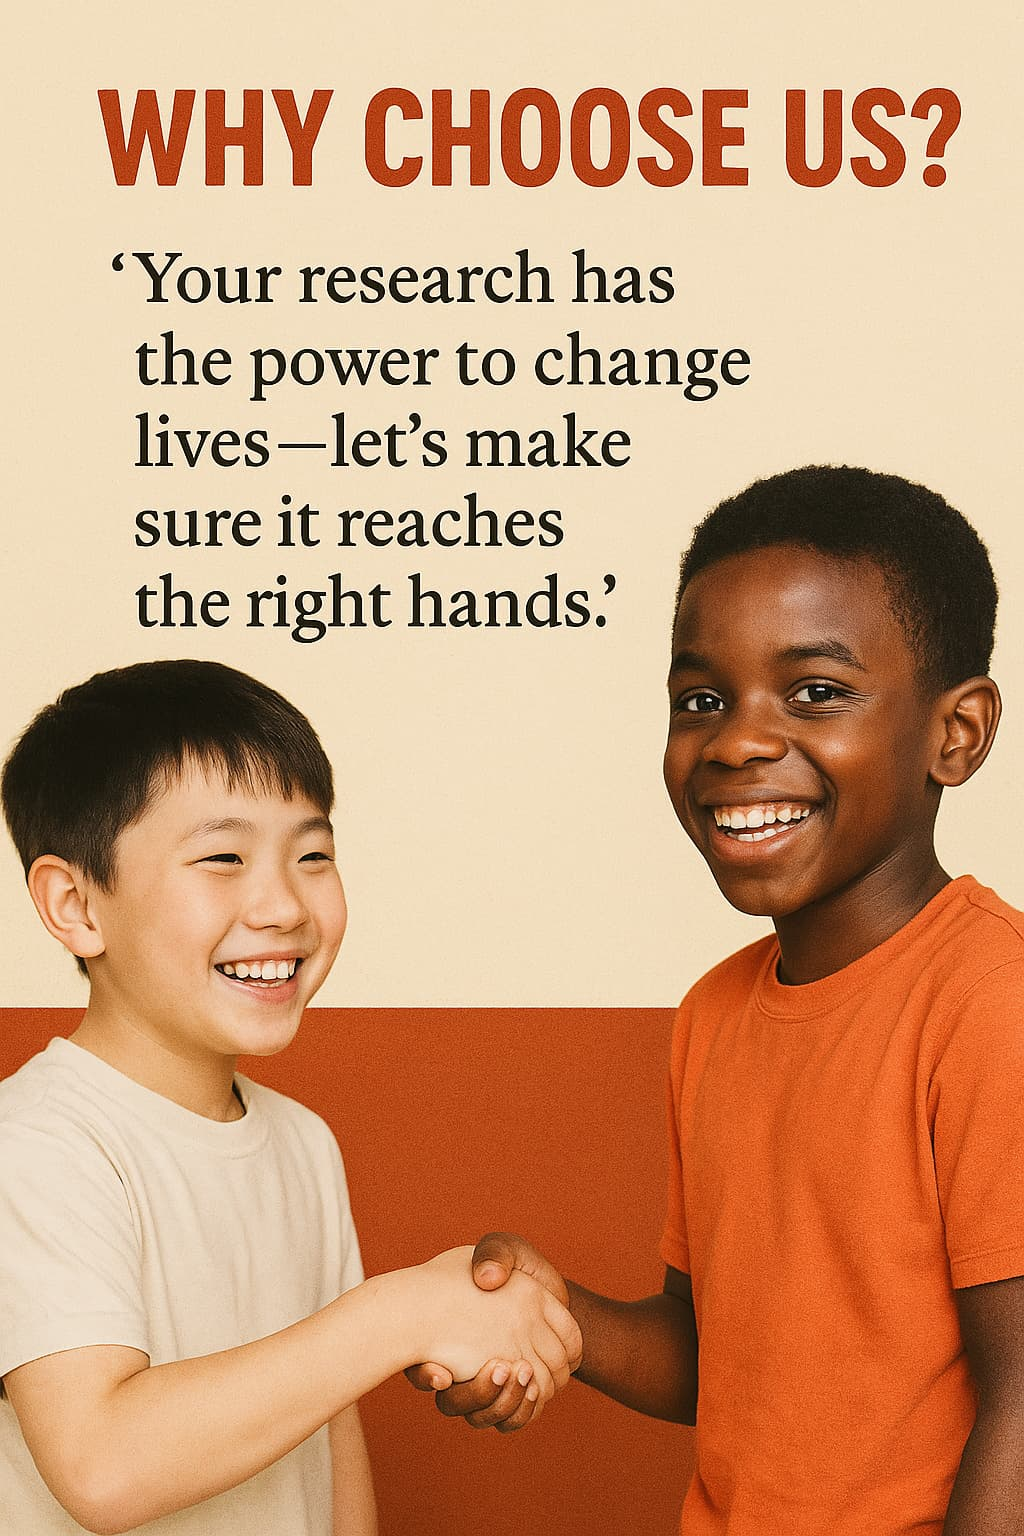 WHY CHOOSE US?
‘Your research has
the power to change
lives—let’s make
sure it reaches
the right hands.’